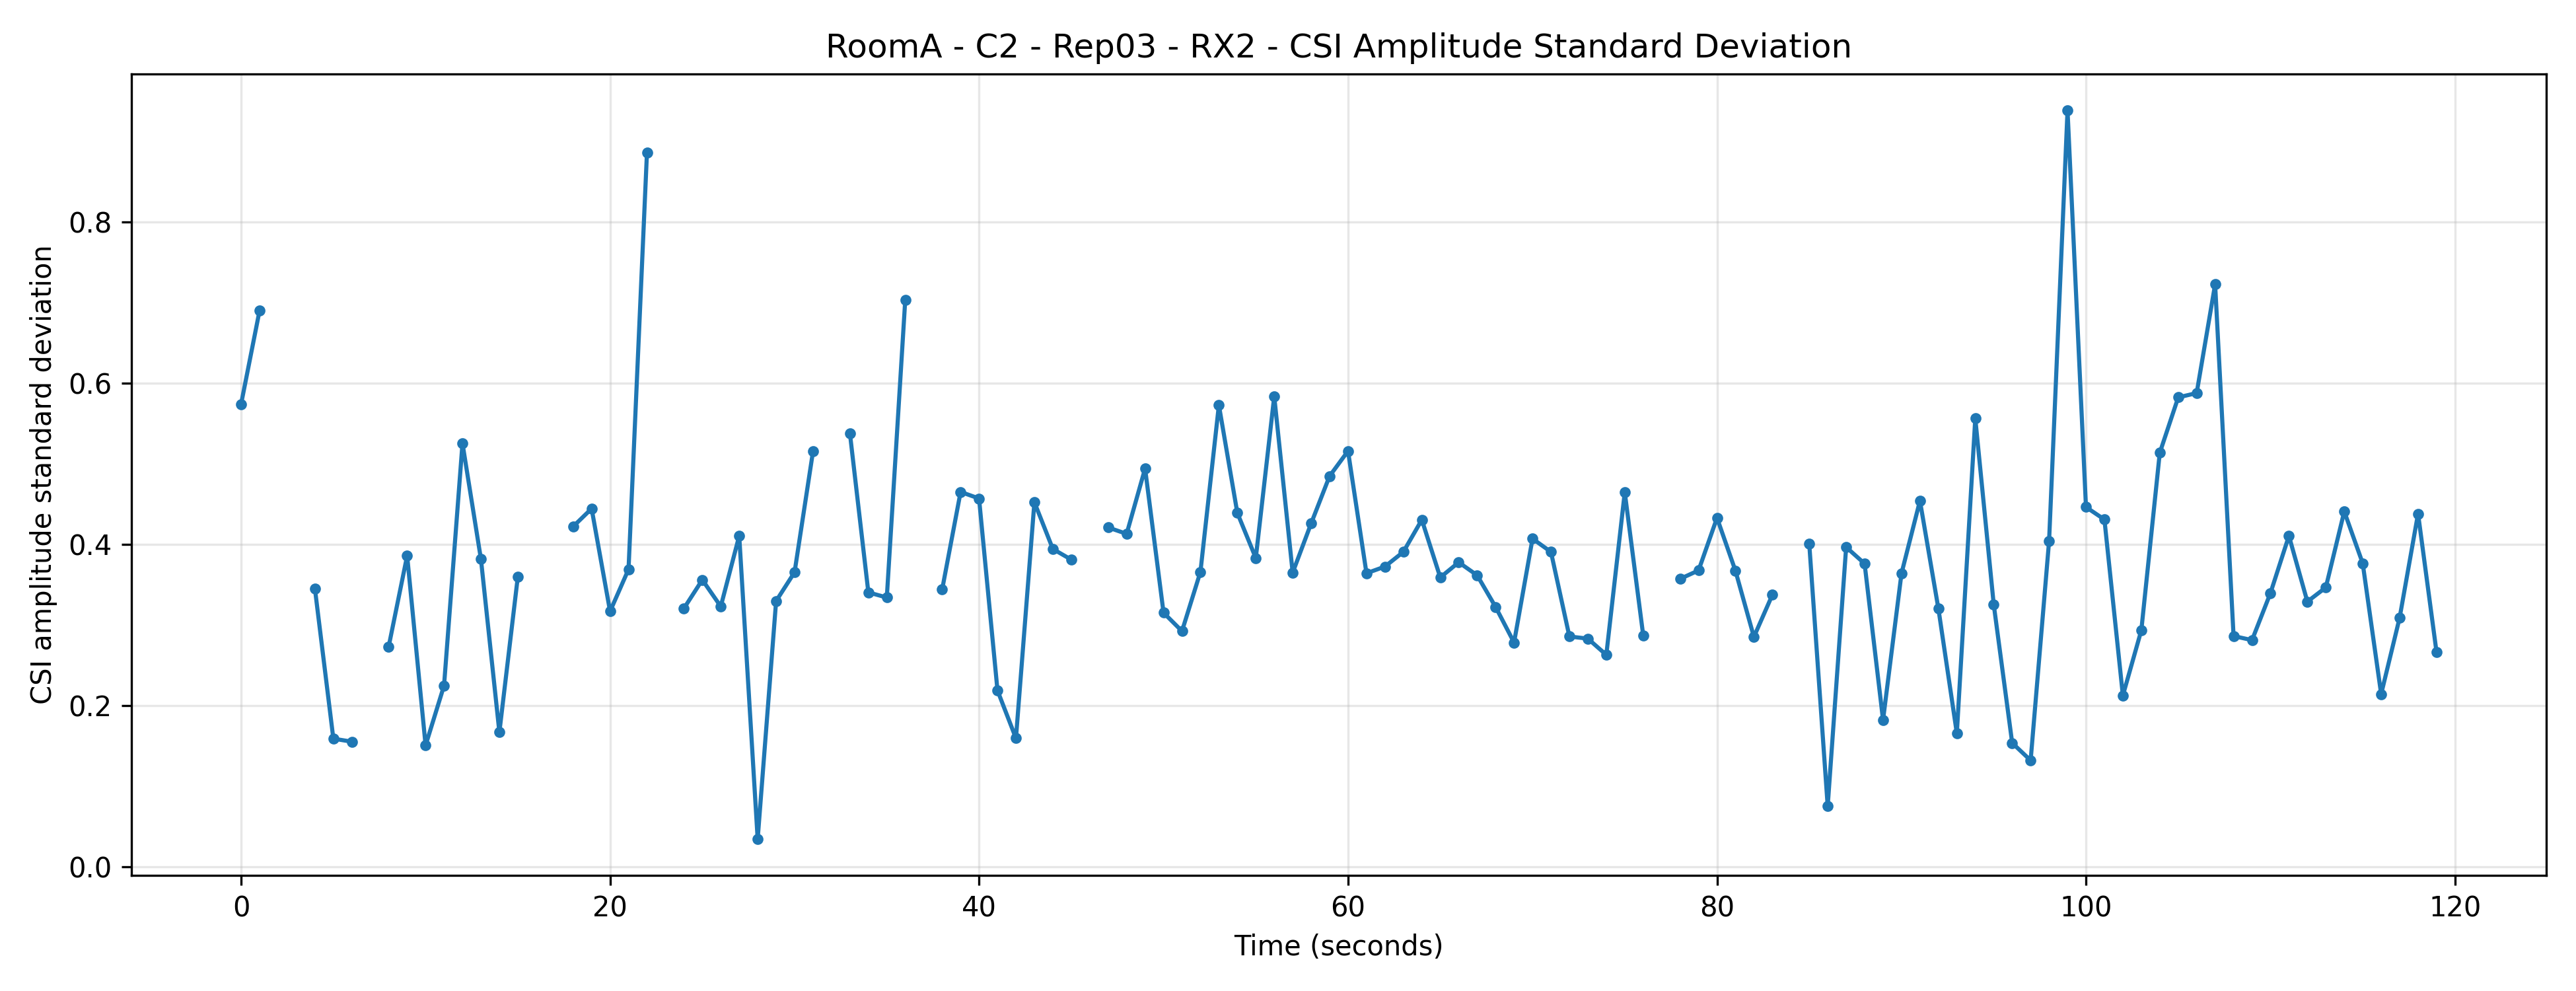 RoomA - C2 - Rep03 - RX2 - CSI Amplitude Standard Deviation
CSI amplitude standard deviation
0.8
0.6
0.4
0.2
0.0
0 20 40 60 80 100 120
Time (seconds)